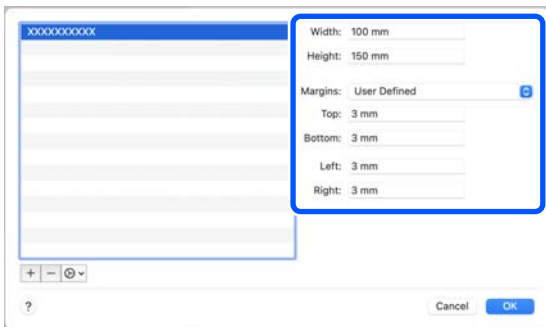 XXXXXXXXXX
Width: 100 mm
Height: 150 mm
Margins: User Defined
Top: 3 mm
Bottom: 3 mm
Left: 3 mm
Right: 3 mm
+ −
?
Cancel OK